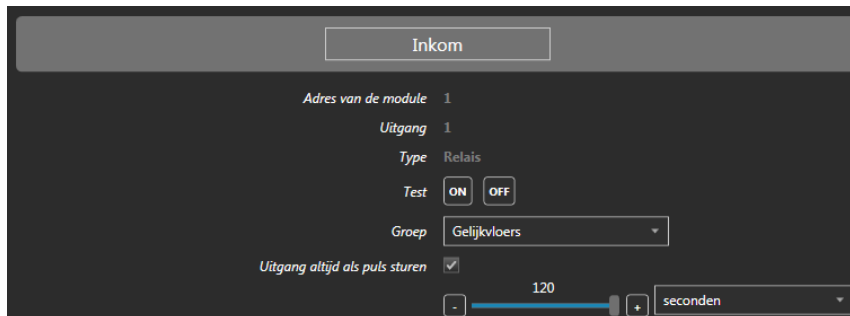 Inkom
Adres van de module 1
Uitgang 1
Type Relais
Test ON OFF
Groep Gelijkvloers
Uitgang altijd als puls sturen
120
- + seconden